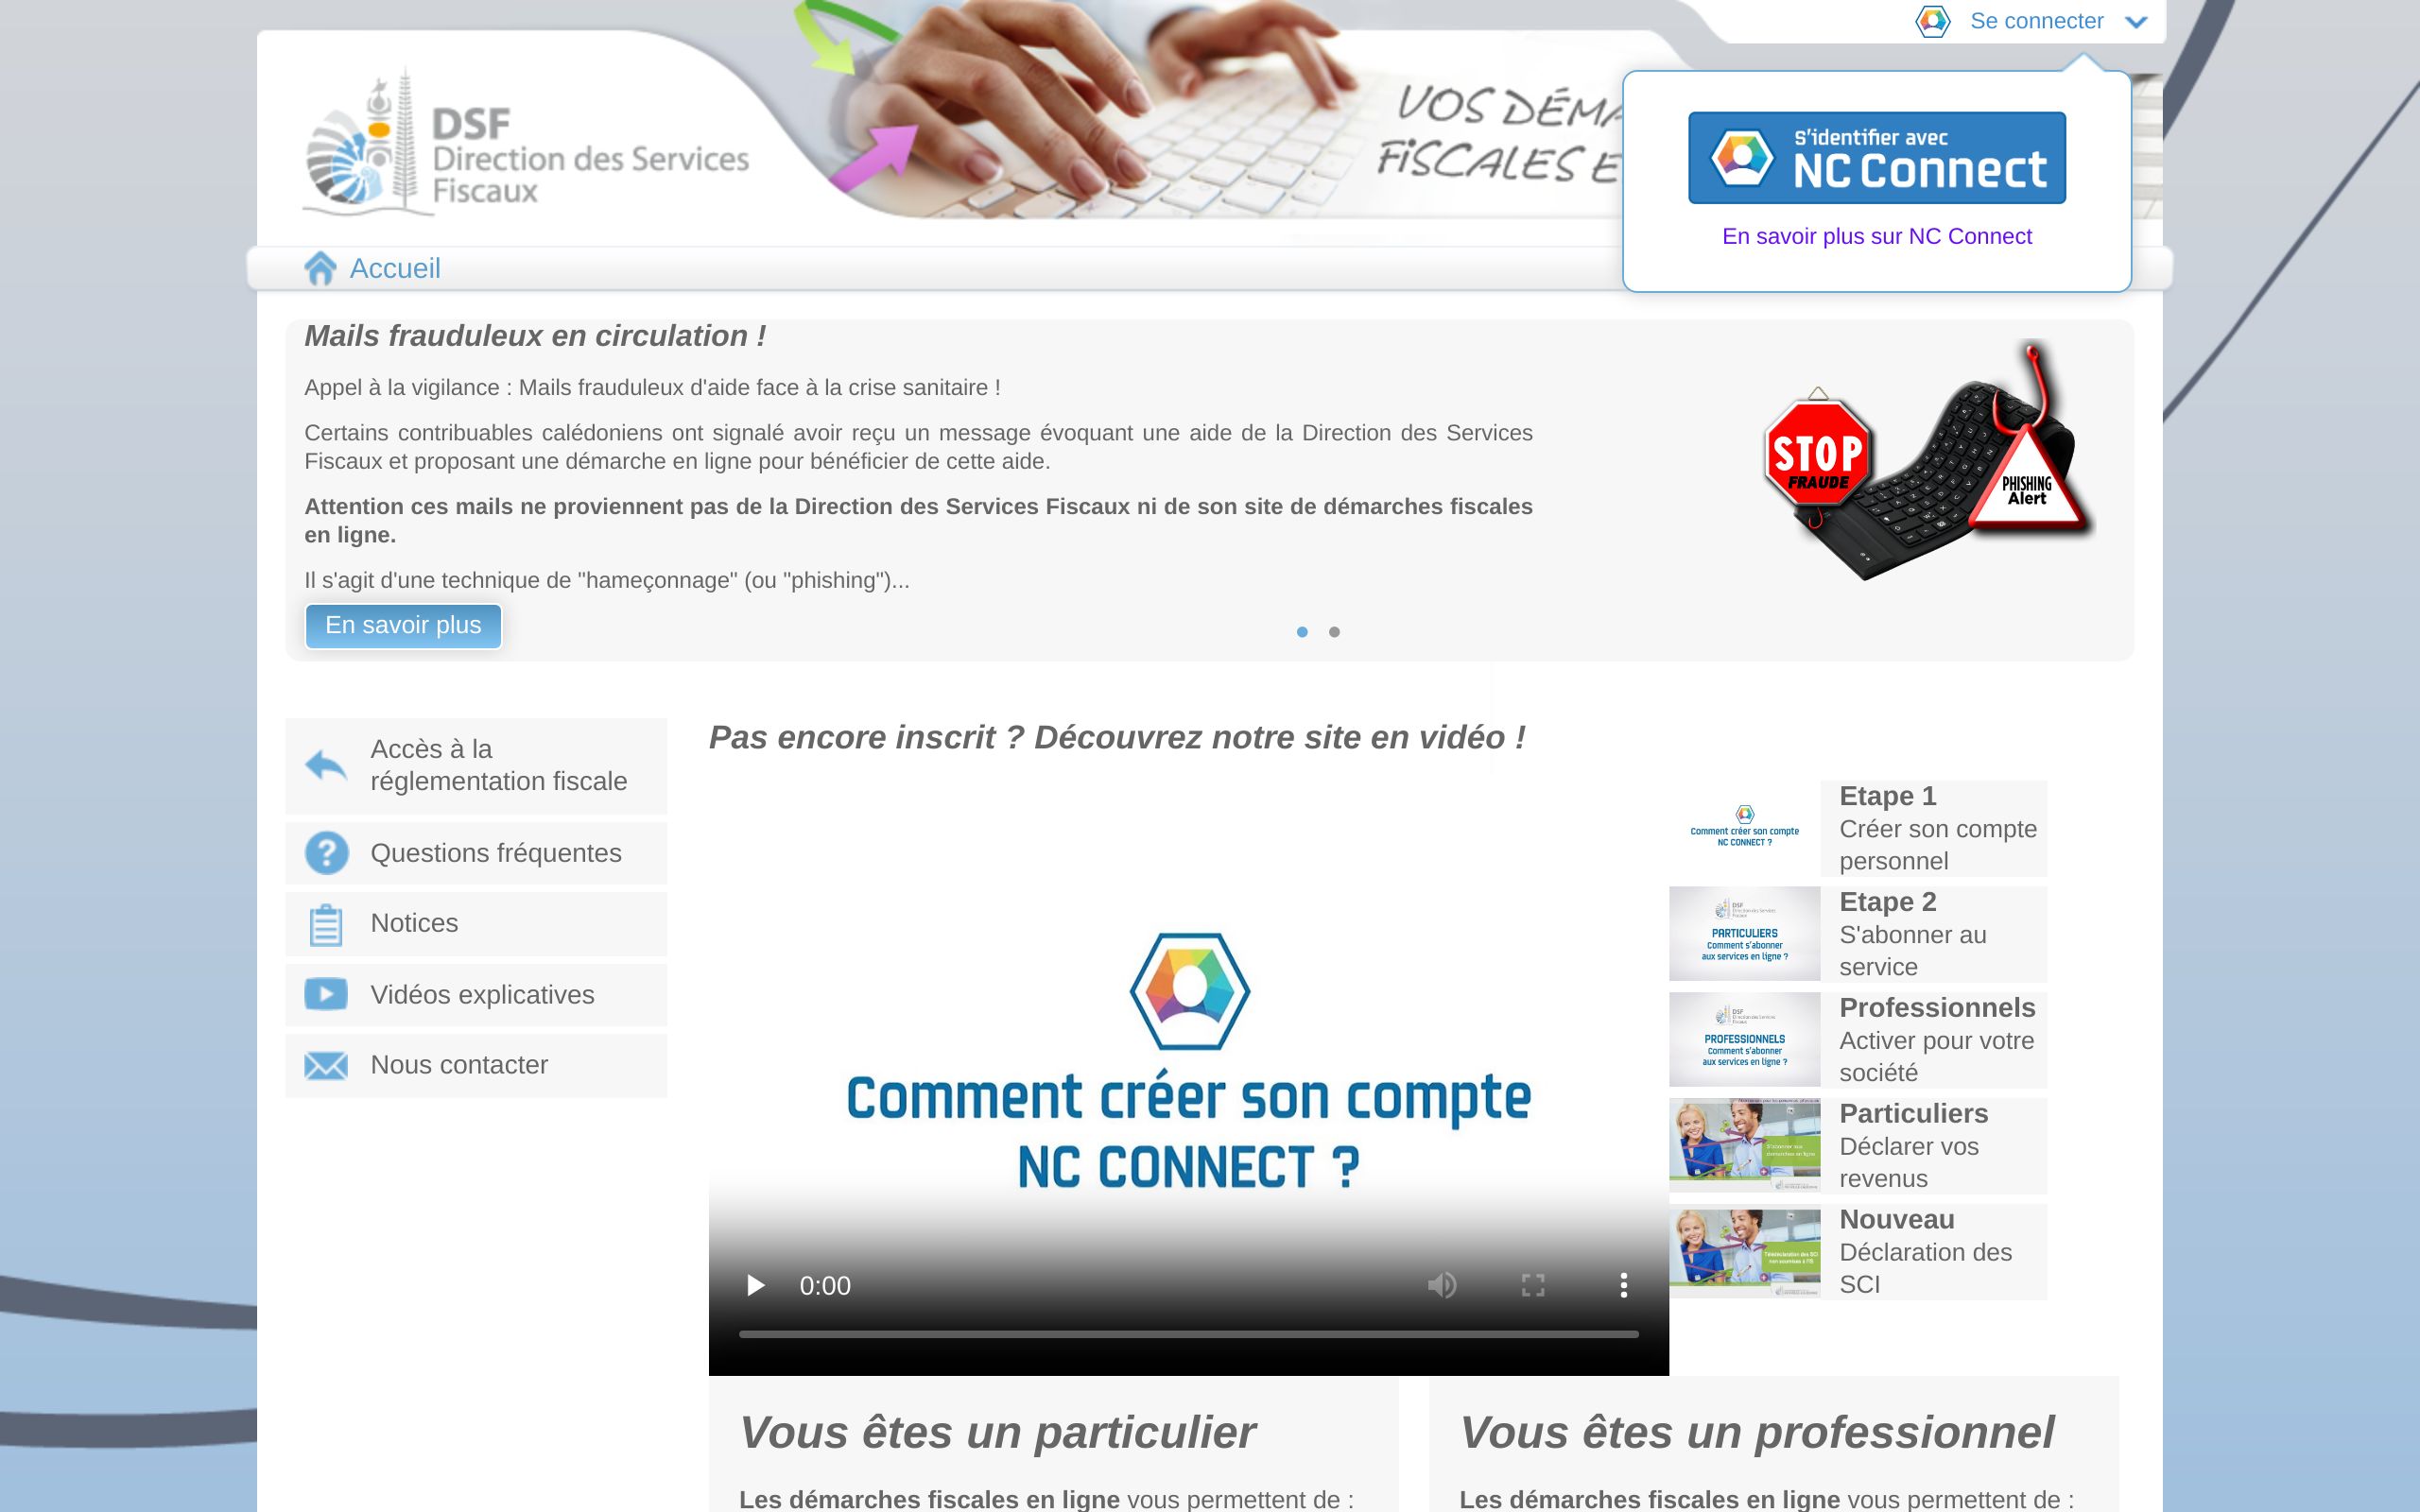 Se connecter
DSF
Direction des Services
Fiscaux
VOS DÉMA
FISCALES E
S'identifier avec
NC Connect
En savoir plus sur NC Connect
Accueil
Mails frauduleux en circulation !
Appel à la vigilance : Mails frauduleux d'aide face à la crise sanitaire !
Certains contribuables calédoniens ont signalé avoir reçu un message évoquant une aide de la Direction des Services
Fiscaux et proposant une démarche en ligne pour bénéficier de cette aide.
Attention ces mails ne proviennent pas de la Direction des Services Fiscaux ni de son site de démarches fiscales
en ligne.
Il s'agit d'une technique de "hameçonnage" (ou "phishing")...
En savoir plus
STOP
FRAUDE
PHISHING
Alert
Accès à la
réglementation fiscale
Questions fréquentes
Notices
Vidéos explicatives
Nous contacter
Pas encore inscrit ? Découvrez notre site en vidéo !
Comment créer son compte
NC CONNECT ?
0:00
Comment créer son compte
NC CONNECT ?
Etape 1
Créer son compte
personnel
DSF
Direction des Services
Fiscaux
PARTICULIERS
Comment s'abonner
aux services en ligne ?
Etape 2
S'abonner au
service
DSF
Direction des Services
Fiscaux
PROFESSIONNELS
Comment s'abonner
aux services en ligne ?
Professionnels
Activer pour votre
société
Particuliers
Déclarer vos
revenus
Nouveau
Déclaration des
SCI
Vous êtes un particulier
Les démarches fiscales en ligne vous permettent de :
Vous êtes un professionnel
Les démarches fiscales en ligne vous permettent de :